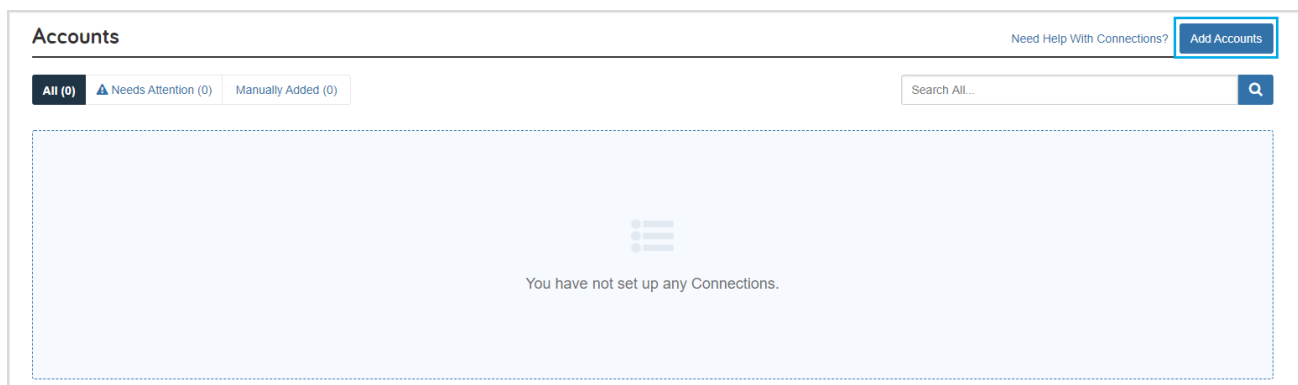 Accounts
Need Help With Connections?
Add Accounts
All (0)
Needs Attention (0)
Manually Added (0)
Search All...
You have not set up any Connections.